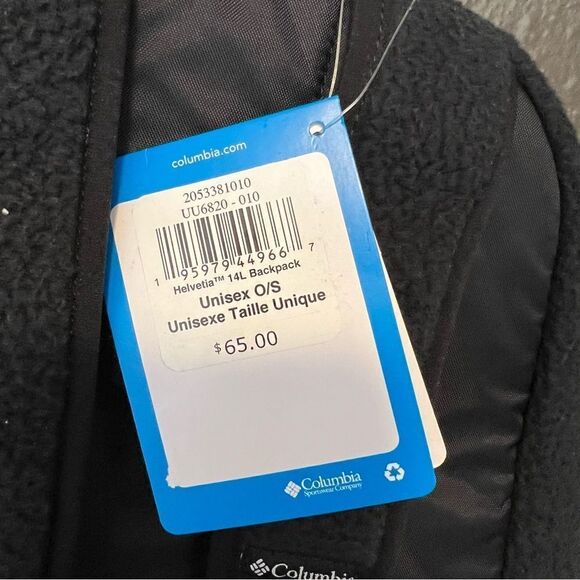 columbia.com
2053381010
UU6820 - 010
1 95979 44966 7
Helvetia™ 14L Backpack
Unisex O/S
Unisexe Taille Unique
$65.00
Columbia
Sportswear Company
Columbia